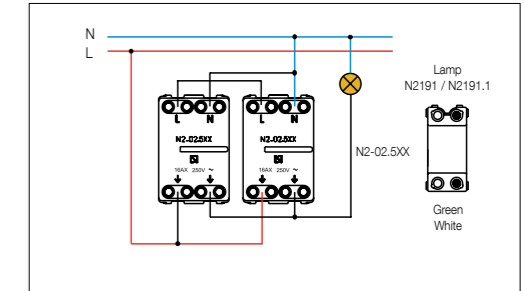 N
L
Lamp
N2191 / N2191.1
L N
N2-02.5XX
16AX 250V ~
L N
N2-02.5XX
16AX 250V ~
N2-02.5XX
Green
White